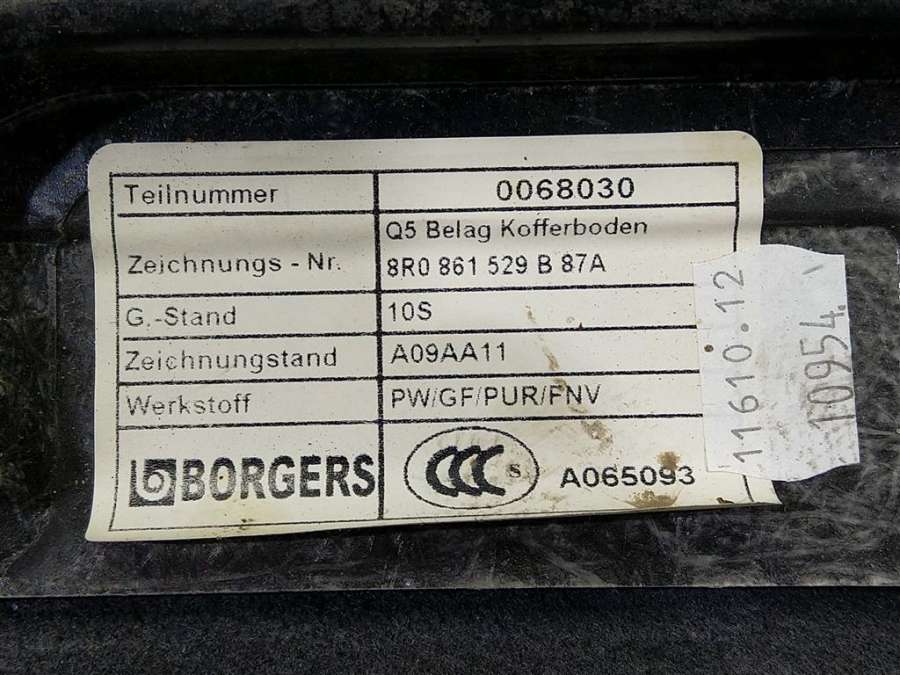 Teilnummer 0068030
Q5 Belag Kofferboden
Zeichnungs - Nr. 8R0 861 529 B 87A
G.-Stand 10S
Zeichnungstand A09AA11
Werkstoff PW/GF/PUR/FNV
BORGERS CCC S A065093
11610.12
10954.